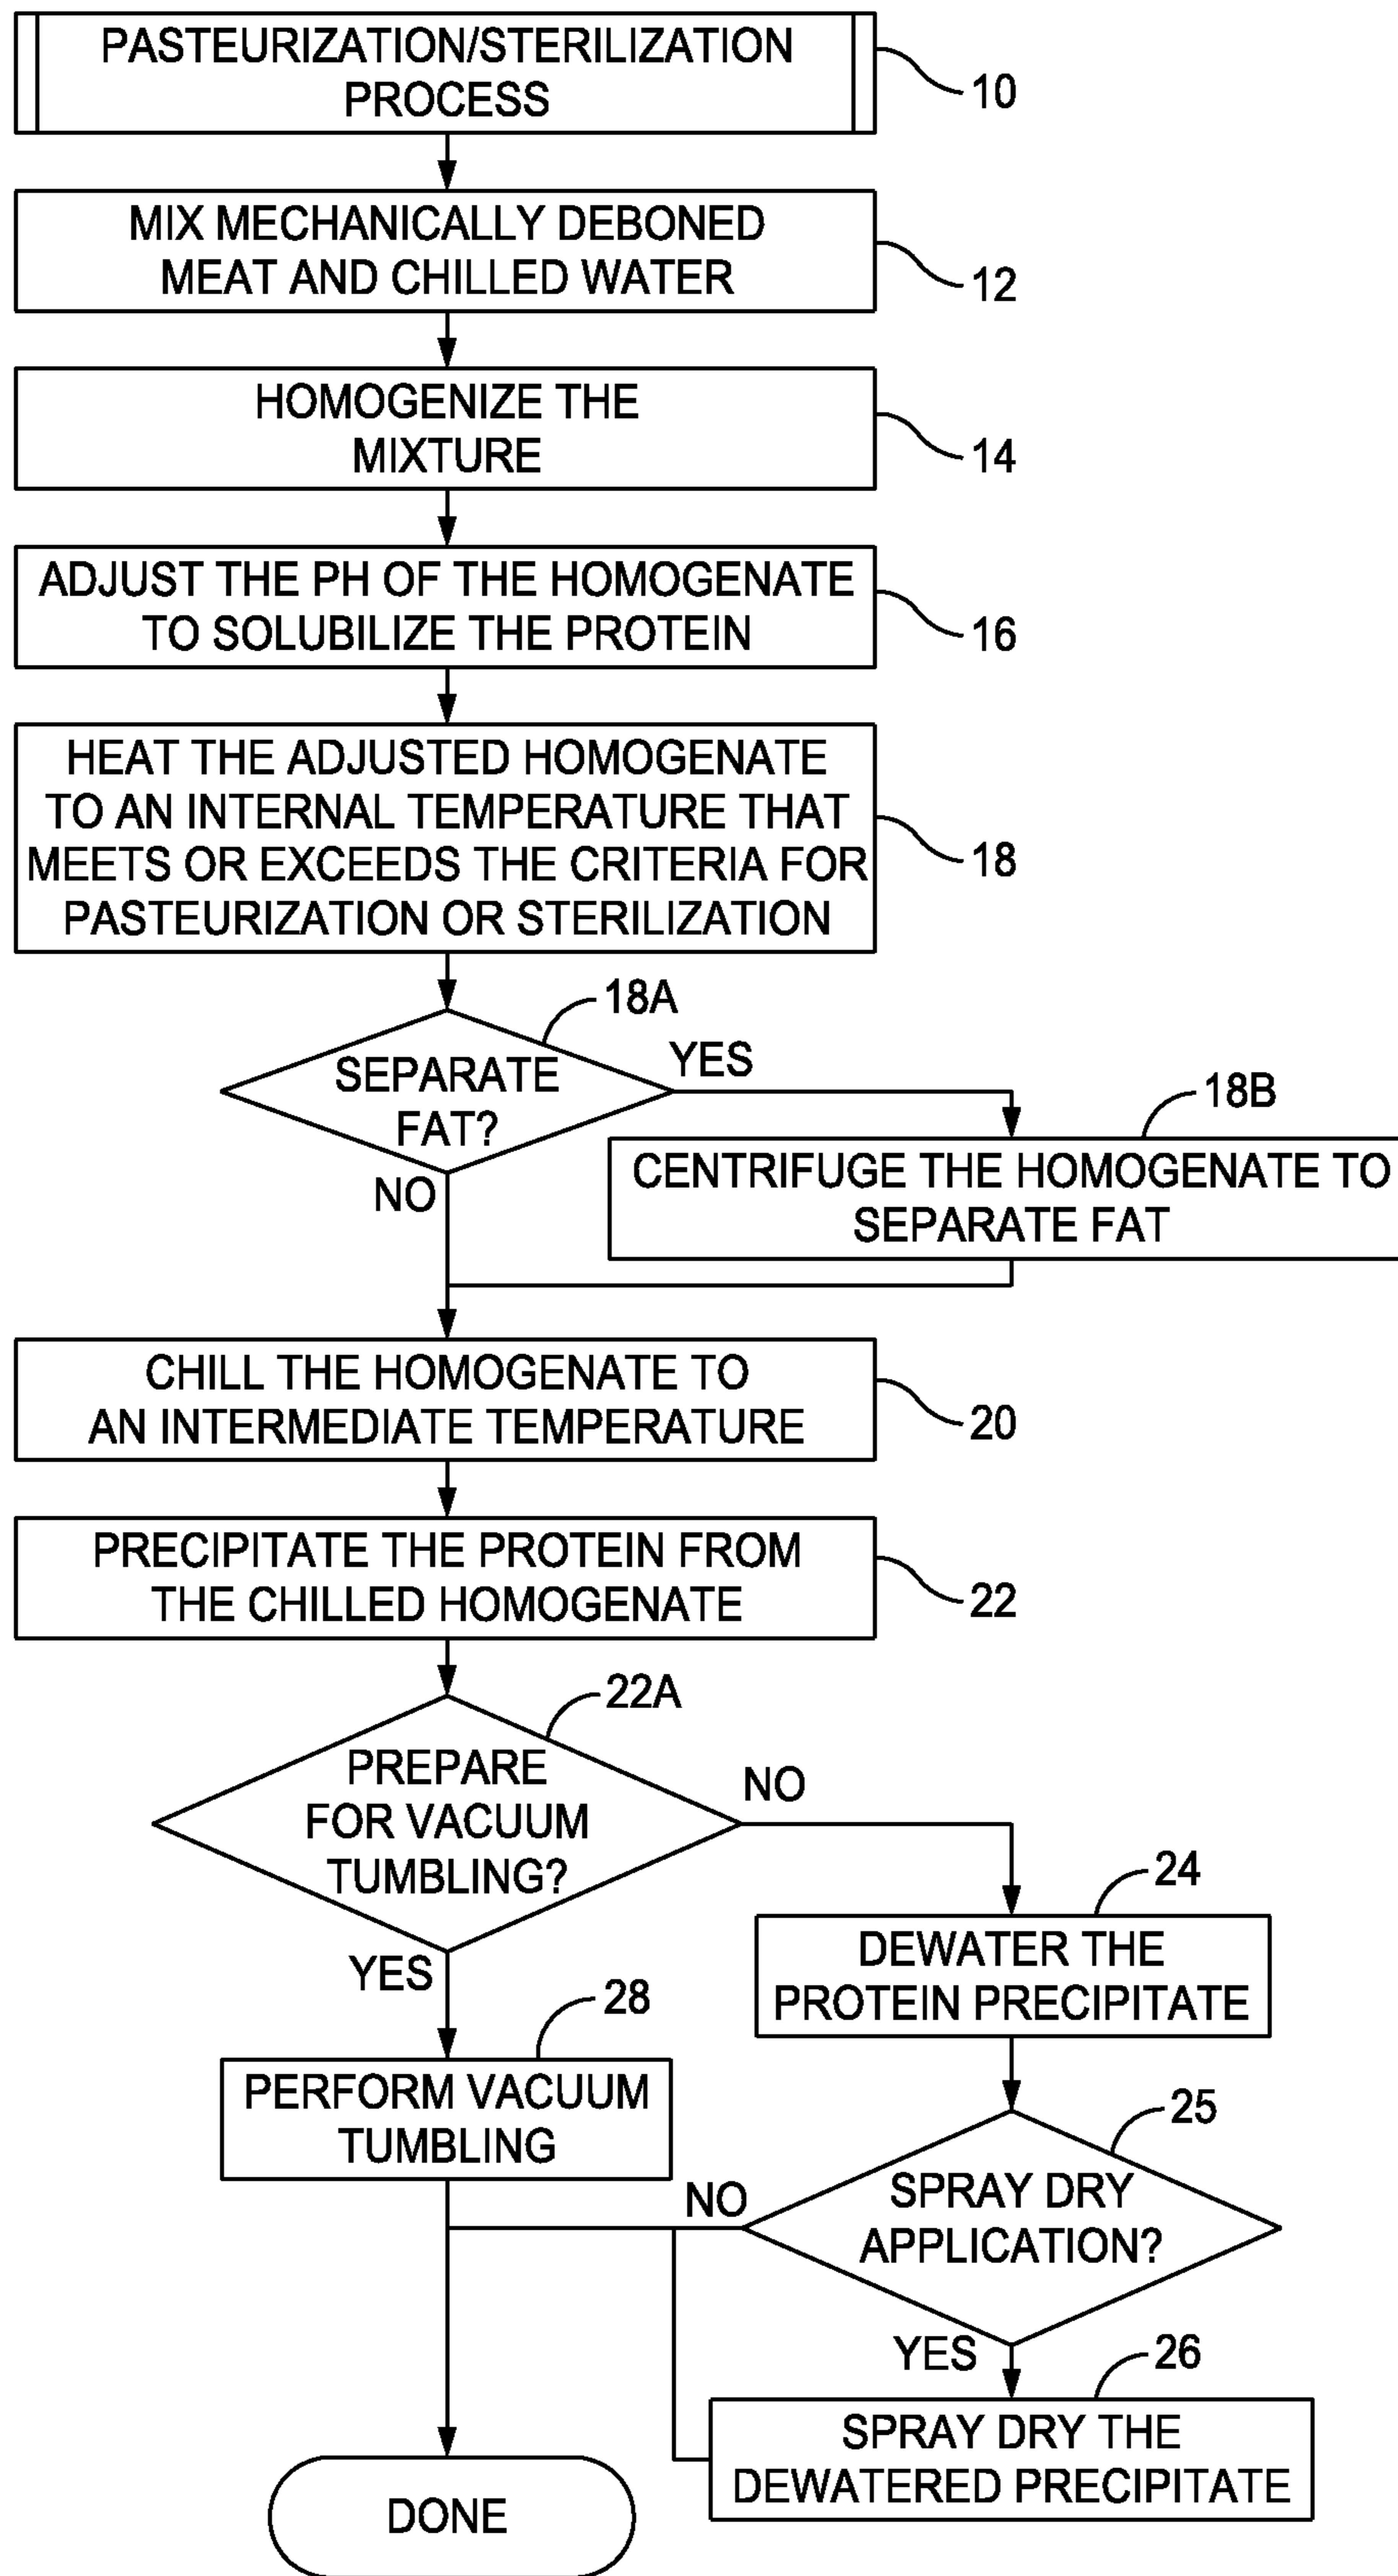 PASTEURIZATION/STERILIZATION
PROCESS
10
MIX MECHANICALLY DEBONED
MEAT AND CHILLED WATER
12
HOMOGENIZE THE
MIXTURE
14
ADJUST THE PH OF THE HOMOGENATE
TO SOLUBILIZE THE PROTEIN
16
HEAT THE ADJUSTED HOMOGENATE
TO AN INTERNAL TEMPERATURE THAT
MEETS OR EXCEEDS THE CRITERIA FOR
PASTEURIZATION OR STERILIZATION
18
18A
SEPARATE
FAT?
YES
NO
18B
CENTRIFUGE THE HOMOGENATE TO
SEPARATE FAT
CHILL THE HOMOGENATE TO
AN INTERMEDIATE TEMPERATURE
20
PRECIPITATE THE PROTEIN FROM
THE CHILLED HOMOGENATE
22
22A
PREPARE
FOR VACUUM
TUMBLING?
NO
YES
24
DEWATER THE
PROTEIN PRECIPITATE
28
PERFORM VACUUM
TUMBLING
25
SPRAY DRY
APPLICATION?
NO
YES
26
SPRAY DRY THE
DEWATERED PRECIPITATE
DONE